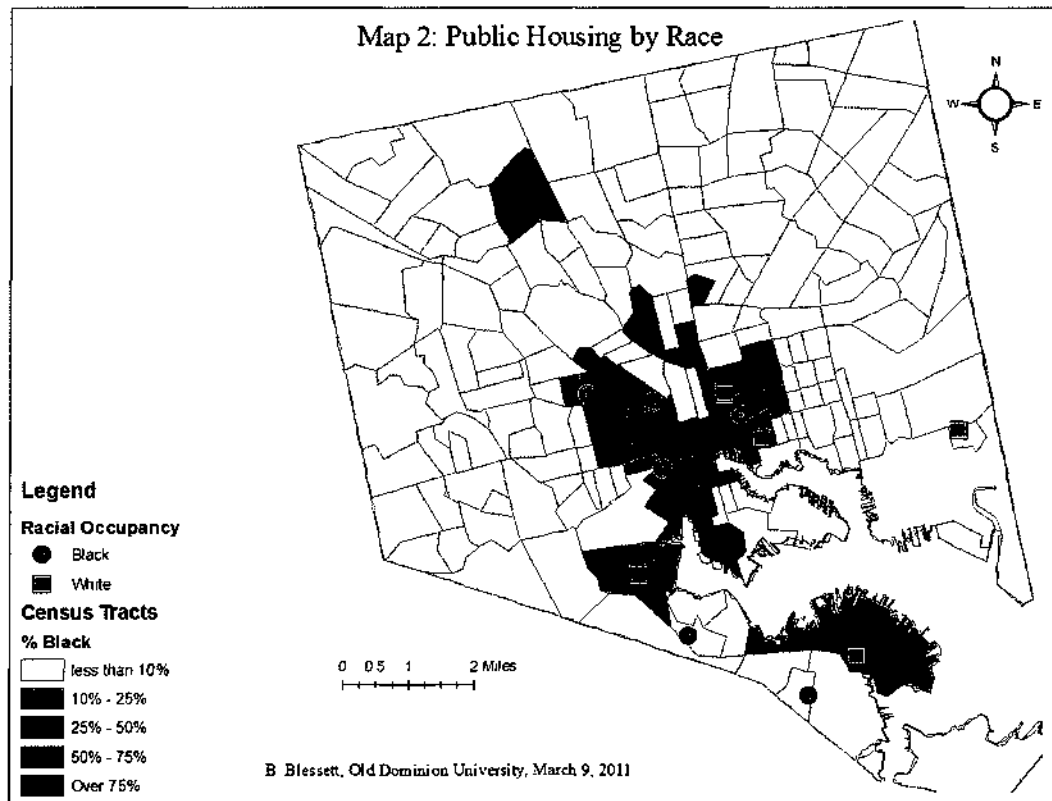 Map 2: Public Housing by Race
N
W E
S
Legend
Racial Occupancy
Black
White
Census Tracts
% Black
less than 10%
10% - 25%
25% - 50%
50% - 75%
Over 75%
0 0 5 1 2 Miles
B Blessett, Old Dominion University, March 9, 2011